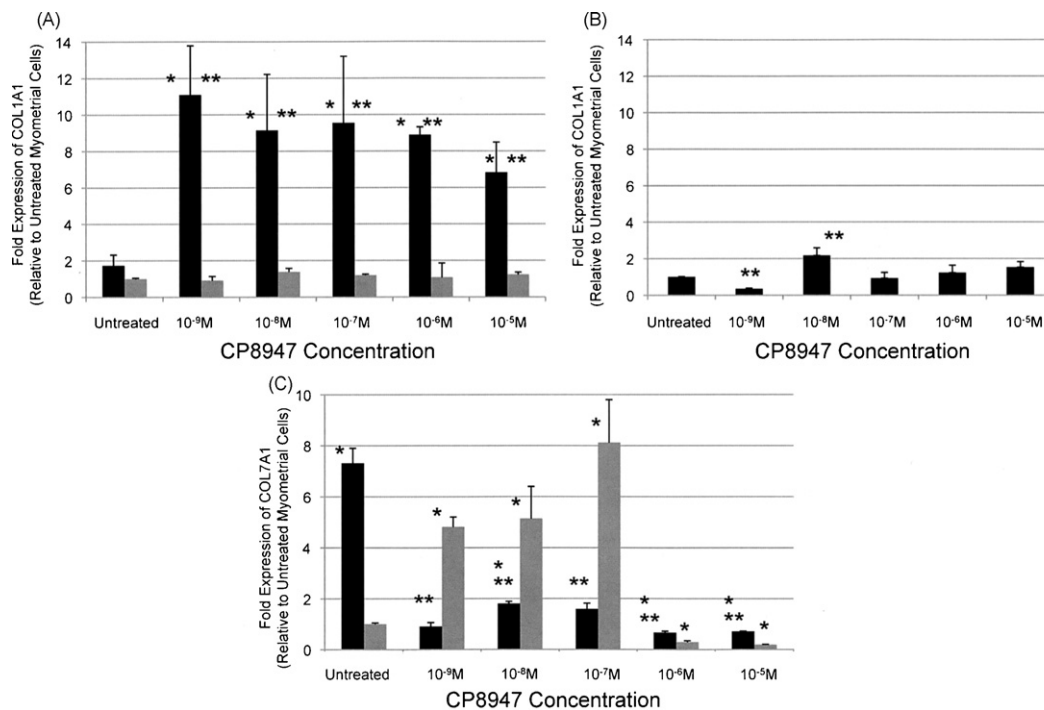 (A)
Fold Expression of COL1A1
(Relative to Untreated Myometrial Cells)
14
12
10
8
6
4
2
0
* **
* **
* **
* **
* **
Untreated 10⁻⁹M 10⁻⁸M 10⁻⁷M 10⁻⁶M 10⁻⁵M
CP8947 Concentration
(B)
Fold Expression of COL1A1
(Relative to Untreated Myometrial Cells)
14
12
10
8
6
4
2
0
**
**
Untreated 10⁻⁹M 10⁻⁸M 10⁻⁷M 10⁻⁶M 10⁻⁵M
CP8947 Concentration
(C)
Fold Expression of COL7A1
(Relative to Untreated Myometrial Cells)
10
8
6
4
2
0
*
**
*
*
**
*
**
*
*
**
*
*
**
*
Untreated 10⁻⁹M 10⁻⁸M 10⁻⁷M 10⁻⁶M 10⁻⁵M
CP8947 Concentration